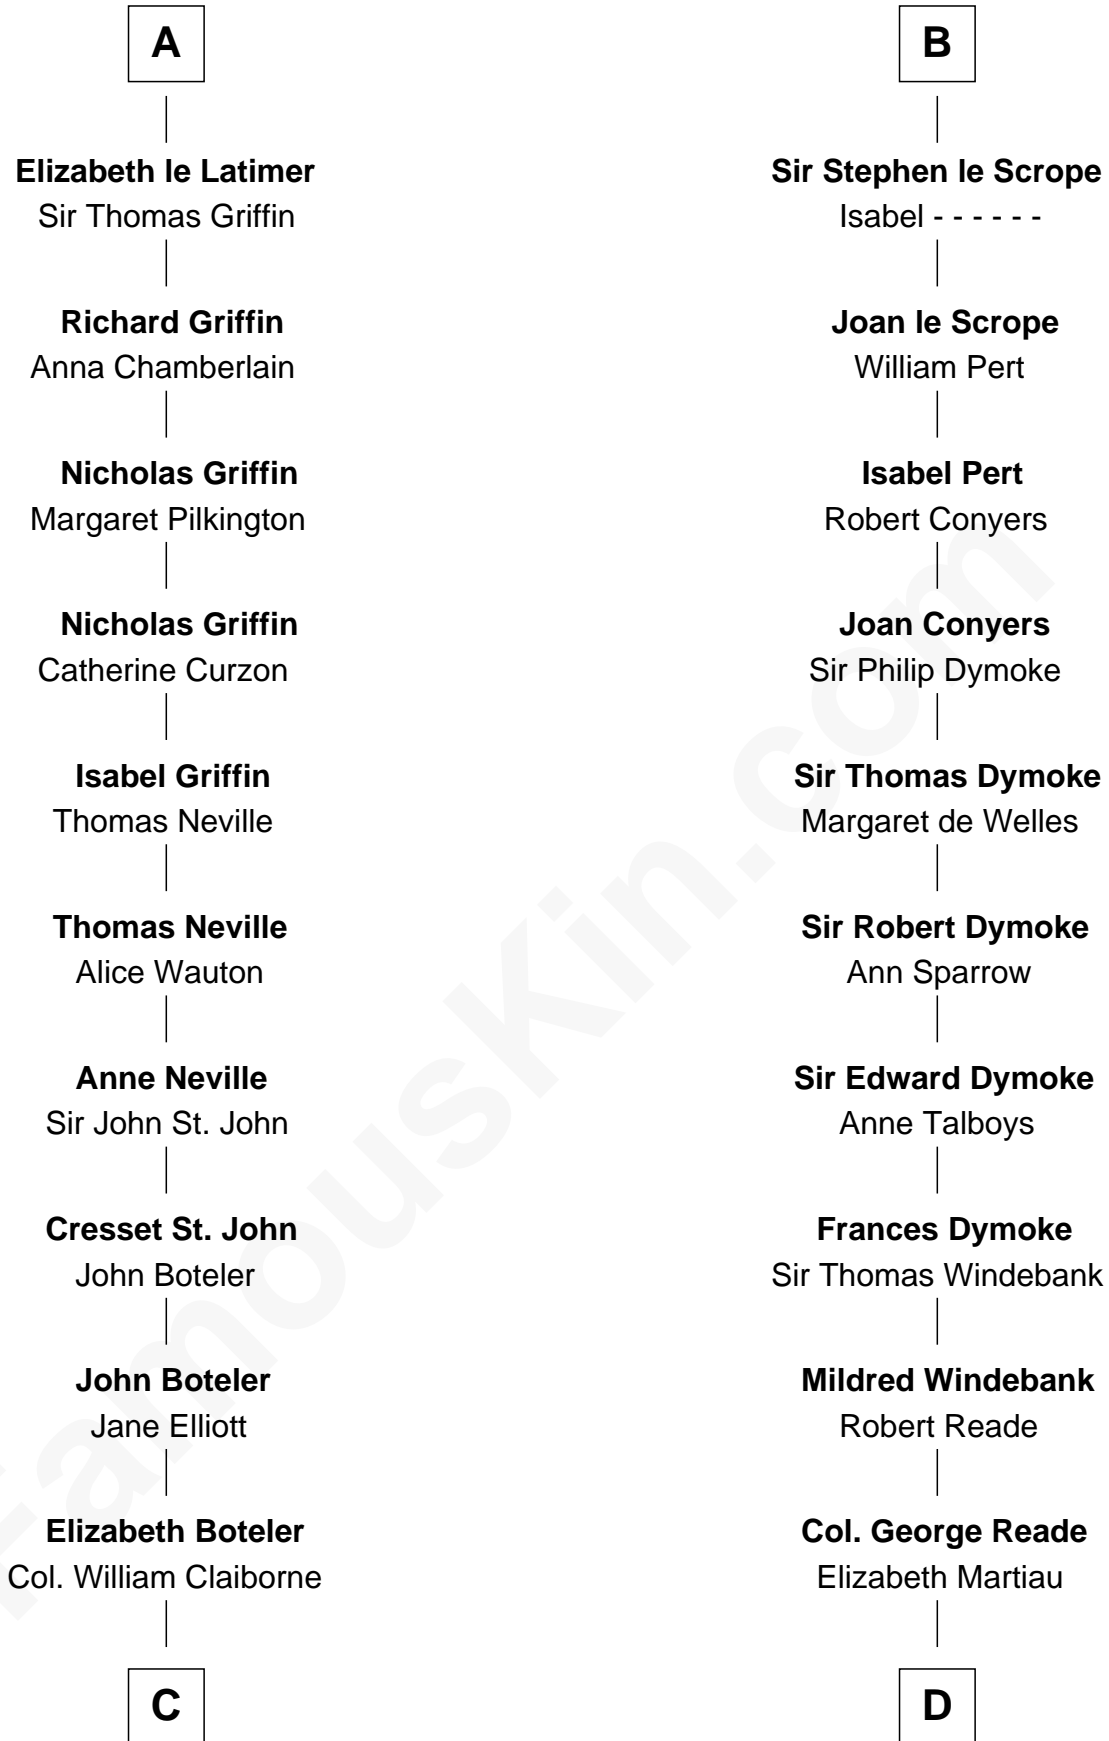 A
Elizabeth le Latimer
Sir Thomas Griffin
Richard Griffin
Anna Chamberlain
Nicholas Griffin
Margaret Pilkington
Nicholas Griffin
Catherine Curzon
Isabel Griffin
Thomas Neville
Thomas Neville
Alice Wauton
Anne Neville
Sir John St. John
Cresset St. John
John Boteler
John Boteler
Jane Elliott
Elizabeth Boteler
Col. William Claiborne
C
B
Sir Stephen le Scrope
Isabel - - - - - -
Joan le Scrope
William Pert
Isabel Pert
Robert Conyers
Joan Conyers
Sir Philip Dymoke
Sir Thomas Dymoke
Margaret de Welles
Sir Robert Dymoke
Ann Sparrow
Sir Edward Dymoke
Anne Talboys
Frances Dymoke
Sir Thomas Windebank
Mildred Windebank
Robert Reade
Col. George Reade
Elizabeth Martiau
D
FamousKin.com